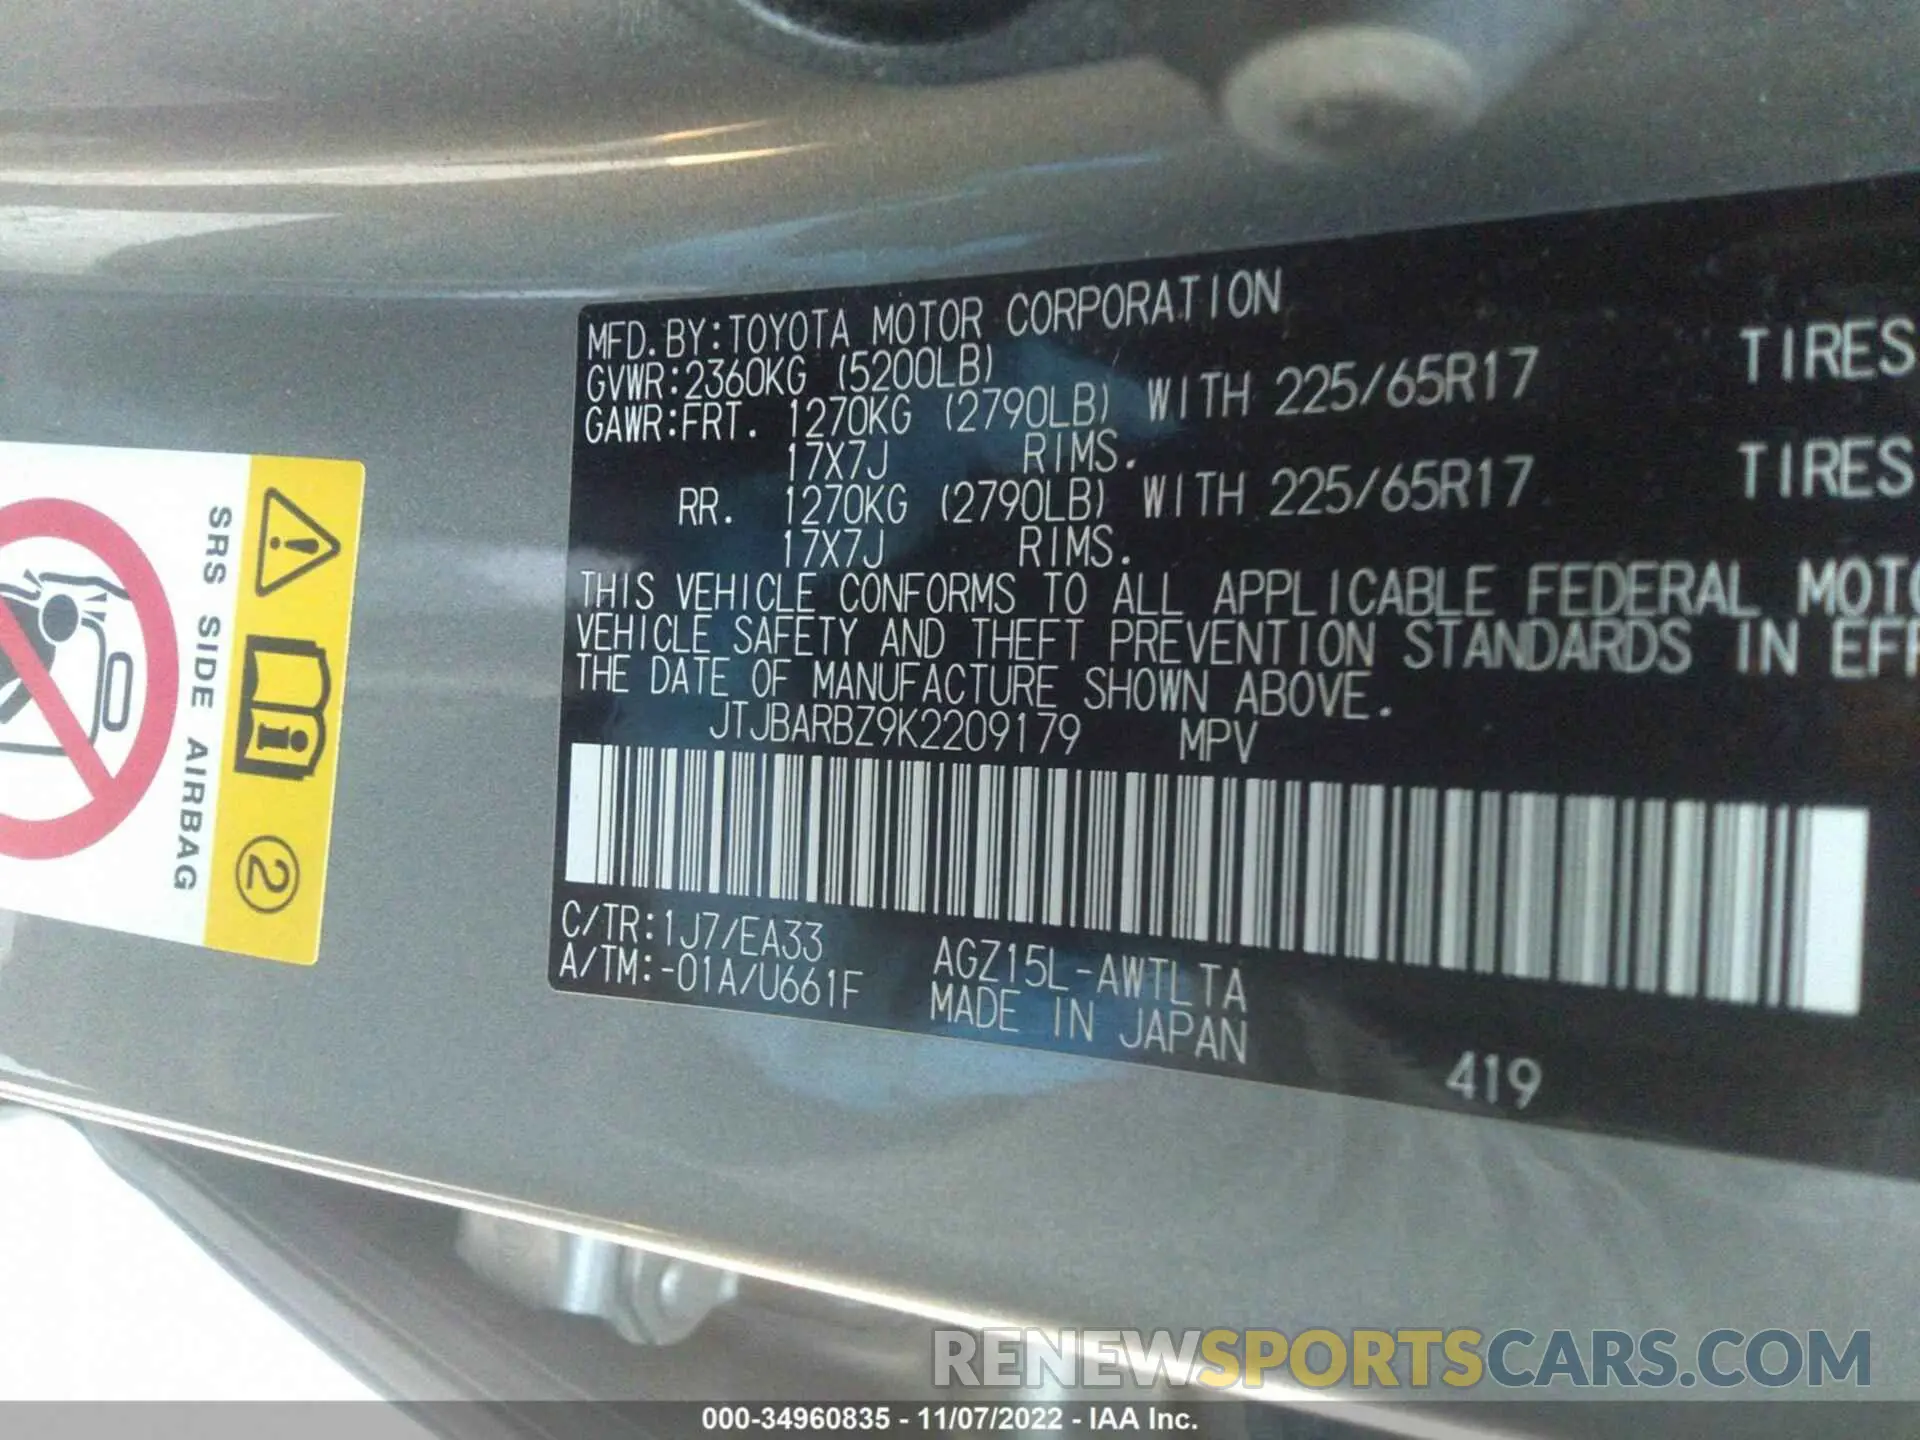 MFD.BY:TOYOTA MOTOR CORPORATION
GVWR:2360KG (5200LB)
GAWR:FRT. 1270KG (2790LB) WITH 225/65R17 TIRES
17X7J RIMS.
RR. 1270KG (2790LB) WITH 225/65R17 TIRES
17X7J RIMS.
THIS VEHICLE CONFORMS TO ALL APPLICABLE FEDERAL MOTO
VEHICLE SAFETY AND THEFT PREVENTION STANDARDS IN EFF
THE DATE OF MANUFACTURE SHOWN ABOVE.
JTJBARBZ9K2209179 MPV
C/TR:1J7/EA33
A/TM:-01A/U661F
AGZ15L-AWTLTA
MADE IN JAPAN
419
SRS SIDE AIRBAG
2
RENEWSPORTSCARS.COM
000-34960835 - 11/07/2022 - IAA Inc.